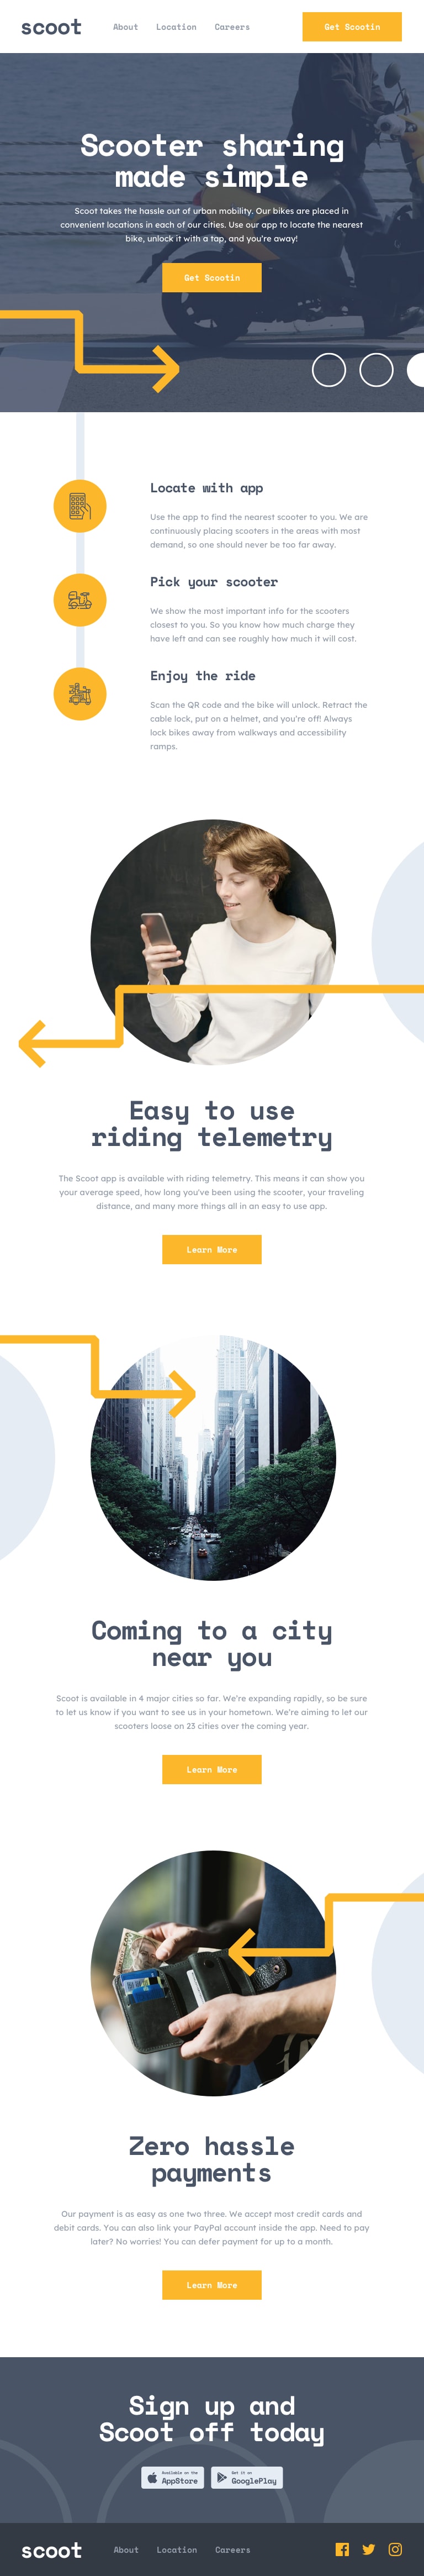 scoot
About
Location
Careers
Get Scootin
Scooter sharing
made simple
Scoot takes the hassle out of urban mobility. Our bikes are placed in
convenient locations in each of our cities. Use our app to locate the nearest
bike, unlock it with a tap, and you're away!
Get Scootin
Locate with app
Use the app to find the nearest scooter to you. We are
continuously placing scooters in the areas with most
demand, so one should never be too far away.
Pick your scooter
We show the most important info for the scooters
closest to you. So you know how much charge they
have left and can see roughly how much it will cost.
Enjoy the ride
Scan the QR code and the bike will unlock. Retract the
cable lock, put on a helmet, and you're off! Always
lock bikes away from walkways and accessibility
ramps.
Easy to use
riding telemetry
The Scoot app is available with riding telemetry. This means it can show you
your average speed, how long you've been using the scooter, your traveling
distance, and many more things all in an easy to use app.
Learn More
Coming to a city
near you
Scoot is available in 4 major cities so far. We're expanding rapidly, so be sure
to let us know if you want to see us in your hometown. We're aiming to let our
scooters loose on 23 cities over the coming year.
Learn More
Zero hassle
payments
Our payment is as easy as one two three. We accept most credit cards and
debit cards. You can also link your PayPal account inside the app. Need to pay
later? No worries! You can defer payment for up to a month.
Learn More
Sign up and
Scoot off today
Available on the
AppStore
Get it on
GooglePlay
scoot
About
Location
Careers